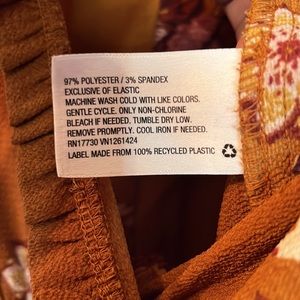 97% POLYESTER / 3% SPANDEX
EXCLUSIVE OF ELASTIC
MACHINE WASH COLD WITH LIKE COLORS.
GENTLE CYCLE. ONLY NON-CHLORINE
BLEACH IF NEEDED. TUMBLE DRY LOW.
REMOVE PROMPTLY. COOL IRON IF NEEDED.
RN17730 VN1261424
LABEL MADE FROM 100% RECYCLED PLASTIC